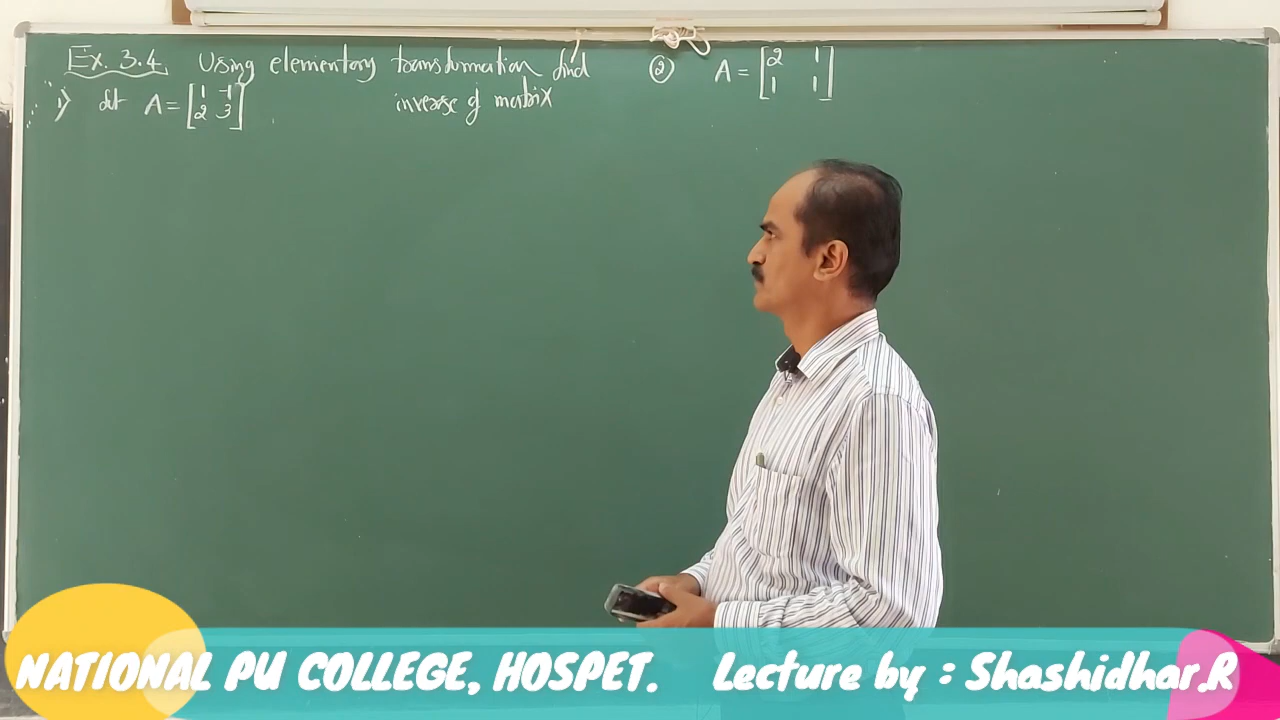 Ex. 3.4 Using elementary transformation find
inverse of matrix
1) Let A = [1 -1
2 3]
② A = [2 1
1 1]
NATIONAL PU COLLEGE, HOSPET. Lecture by : Shashidhar.R